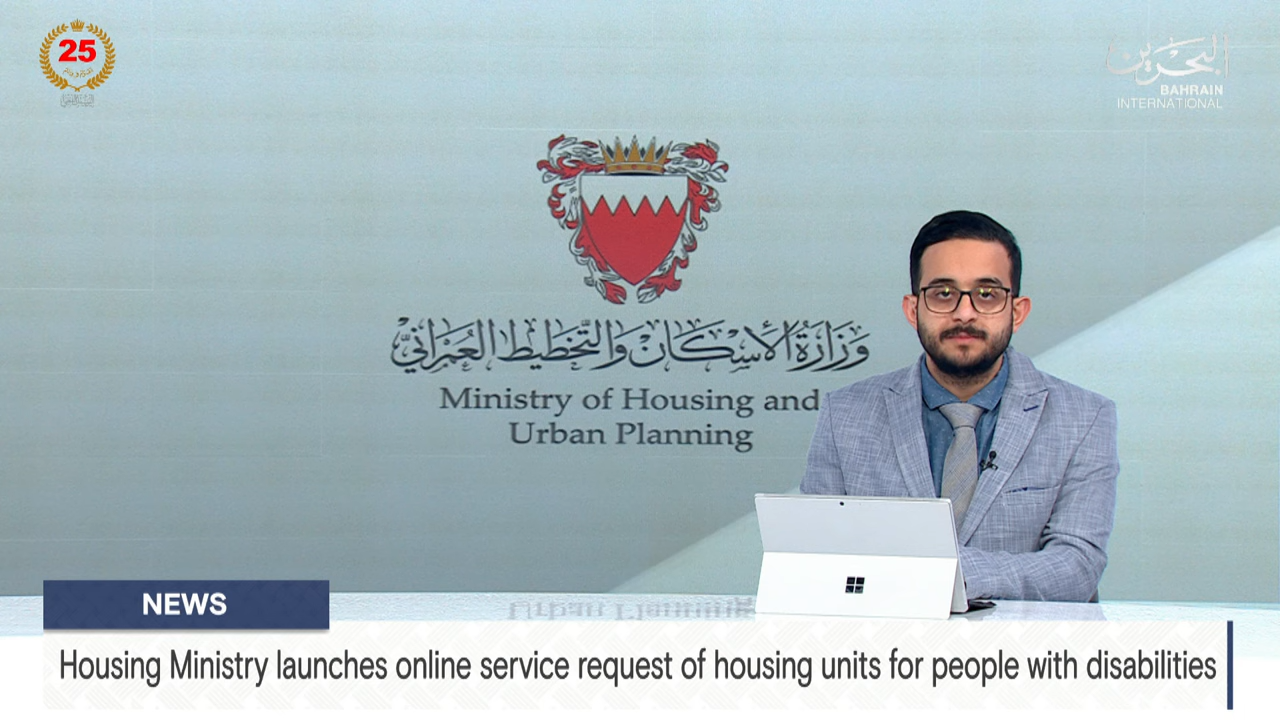 25
البحرين
BAHRAIN
INTERNATIONAL
وزارة الإسكان والتخطيط العمراني
Ministry of Housing and
Urban Planning
NEWS
Housing Ministry launches online service request of housing units for people with disabilities